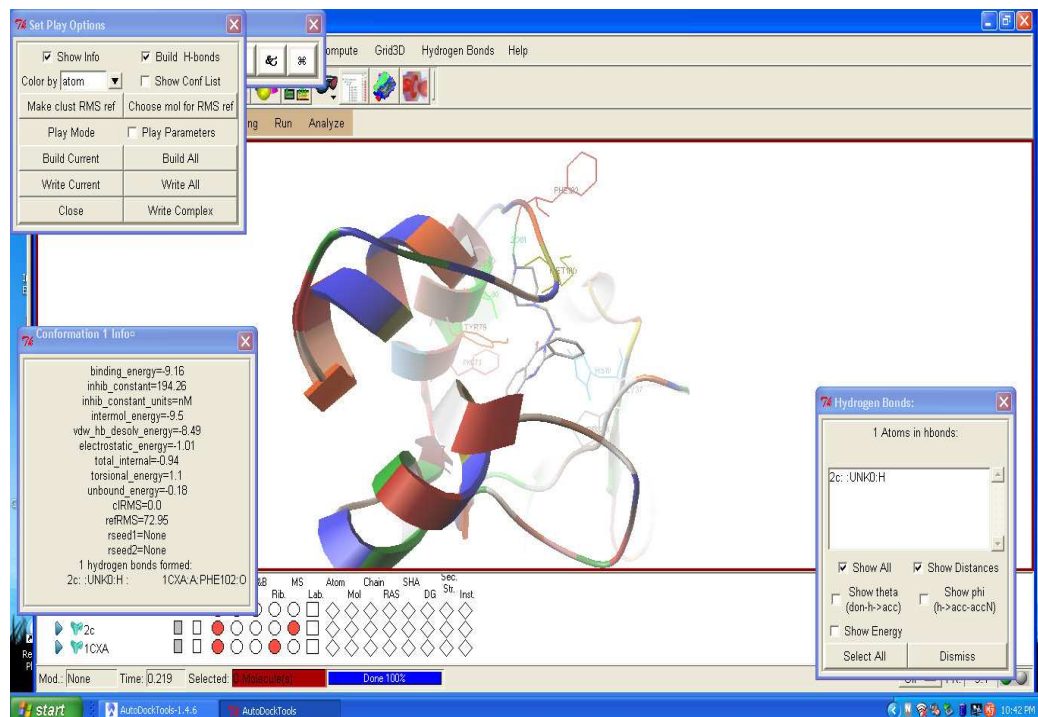 Set Play Options
Show Info
Build H-bonds
Color by atom
Show Conf List
Make clust RMS ref
Choose mol for RMS ref
Play Mode
Play Parameters
Build Current
Build All
Write Current
Write All
Close
Write Complex
&
⌘
Grid3D Hydrogen Bonds Help
Run Analyze
TYR79
Conformation 1 Info=
binding_energy=-9.16
inhib_constant=194.26
inhib_constant_units=nM
intermol_energy=-9.5
vdw_hb_desolv_energy=-8.49
electrostatic_energy=-1.01
total_internal=-0.94
torsional_energy=1.1
unbound_energy=-0.18
clRMS=0.0
refRMS=72.95
rseed1=None
rseed2=None
1 hydrogen bonds formed:
2c: :UNK0:H : 1CXA:A:PHE102:O
Hydrogen Bonds:
1 Atoms in hbonds:
2c: :UNK0:H
Show All
Show Distances
Show theta
(don-h->acc)
Show phi
(h->acc-accN)
Show Energy
Select All
Dismiss
MS Atom Chain SHA Sec.
Rib. Lab. Mol RAS DG Str. Inst.
2c
1CXA
Mod.: None Time: 0.219 Selected:
Done 100%
start
AutoDockTools-1.4.6
AutoDockTools
10:42 PM